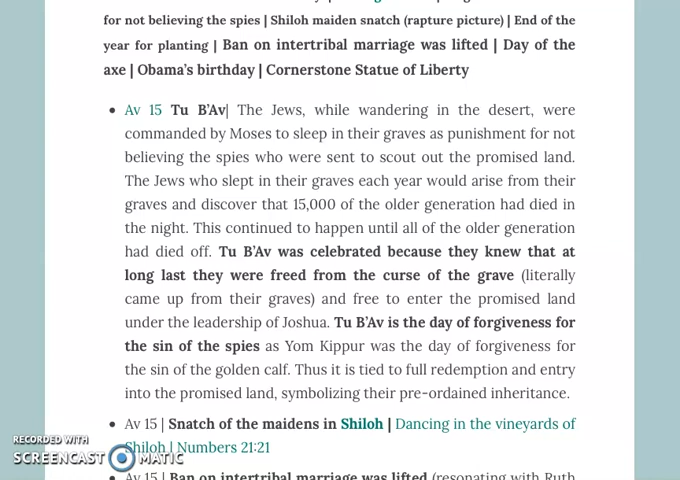 for not believing the spies | Shiloh maiden snatch (rapture picture) | End of the
year for planting | Ban on intertribal marriage was lifted | Day of the
axe | Obama's birthday | Cornerstone Statue of Liberty
• Av 15 Tu B'Av| The Jews, while wandering in the desert, were
commanded by Moses to sleep in their graves as punishment for not
believing the spies who were sent to scout out the promised land.
The Jews who slept in their graves each year would arise from their
graves and discover that 15,000 of the older generation had died in
the night. This continued to happen until all of the older generation
had died off. Tu B'Av was celebrated because they knew that at
long last they were freed from the curse of the grave (literally
came up from their graves) and free to enter the promised land
under the leadership of Joshua. Tu B'Av is the day of forgiveness for
the sin of the spies as Yom Kippur was the day of forgiveness for
the sin of the golden calf. Thus it is tied to full redemption and entry
into the promised land, symbolizing their pre-ordained inheritance.
• Av 15 | Snatch of the maidens in Shiloh | Dancing in the vineyards of
Shiloh | Numbers 21:21
• Av 15 | Ban on intertribal marriage was lifted (resonating with Ruth
RECORDED WITH
SCREENCAST MATIC